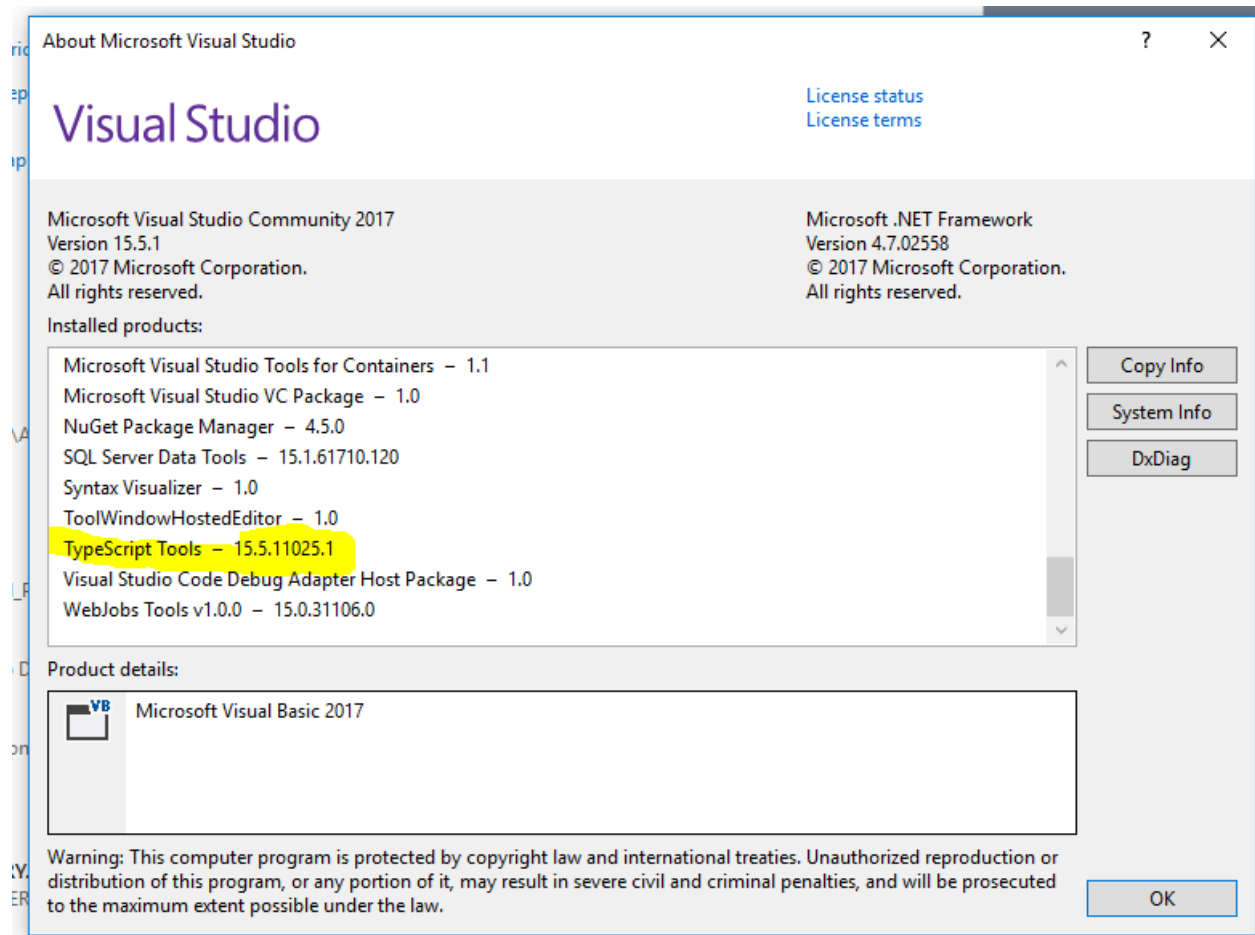 About Microsoft Visual Studio
?
Visual Studio
License status
License terms
Microsoft Visual Studio Community 2017
Version 15.5.1
© 2017 Microsoft Corporation.
All rights reserved.
Microsoft .NET Framework
Version 4.7.02558
© 2017 Microsoft Corporation.
All rights reserved.
Installed products:
Microsoft Visual Studio Tools for Containers – 1.1
Microsoft Visual Studio VC Package – 1.0
NuGet Package Manager – 4.5.0
SQL Server Data Tools – 15.1.61710.120
Syntax Visualizer – 1.0
ToolWindowHostedEditor – 1.0
TypeScript Tools – 15.5.11025.1
Visual Studio Code Debug Adapter Host Package – 1.0
WebJobs Tools v1.0.0 – 15.0.31106.0
Copy Info
System Info
DxDiag
Product details:
VB
Microsoft Visual Basic 2017
Warning: This computer program is protected by copyright law and international treaties. Unauthorized reproduction or
distribution of this program, or any portion of it, may result in severe civil and criminal penalties, and will be prosecuted
to the maximum extent possible under the law.
OK